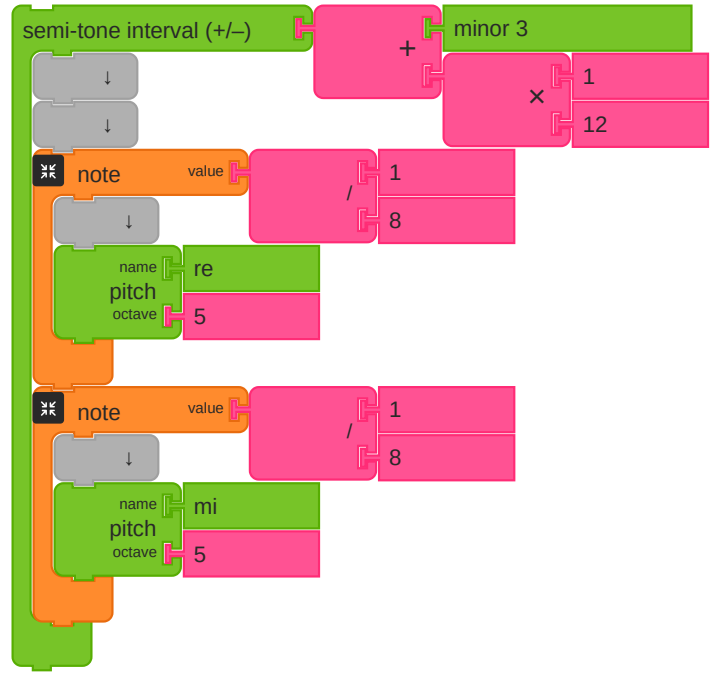 semi-tone interval (+/–) + minor 3
× 1
12
↓
↓
note value / 1
8
↓
name re
pitch
octave 5
note value / 1
8
↓
name mi
pitch
octave 5